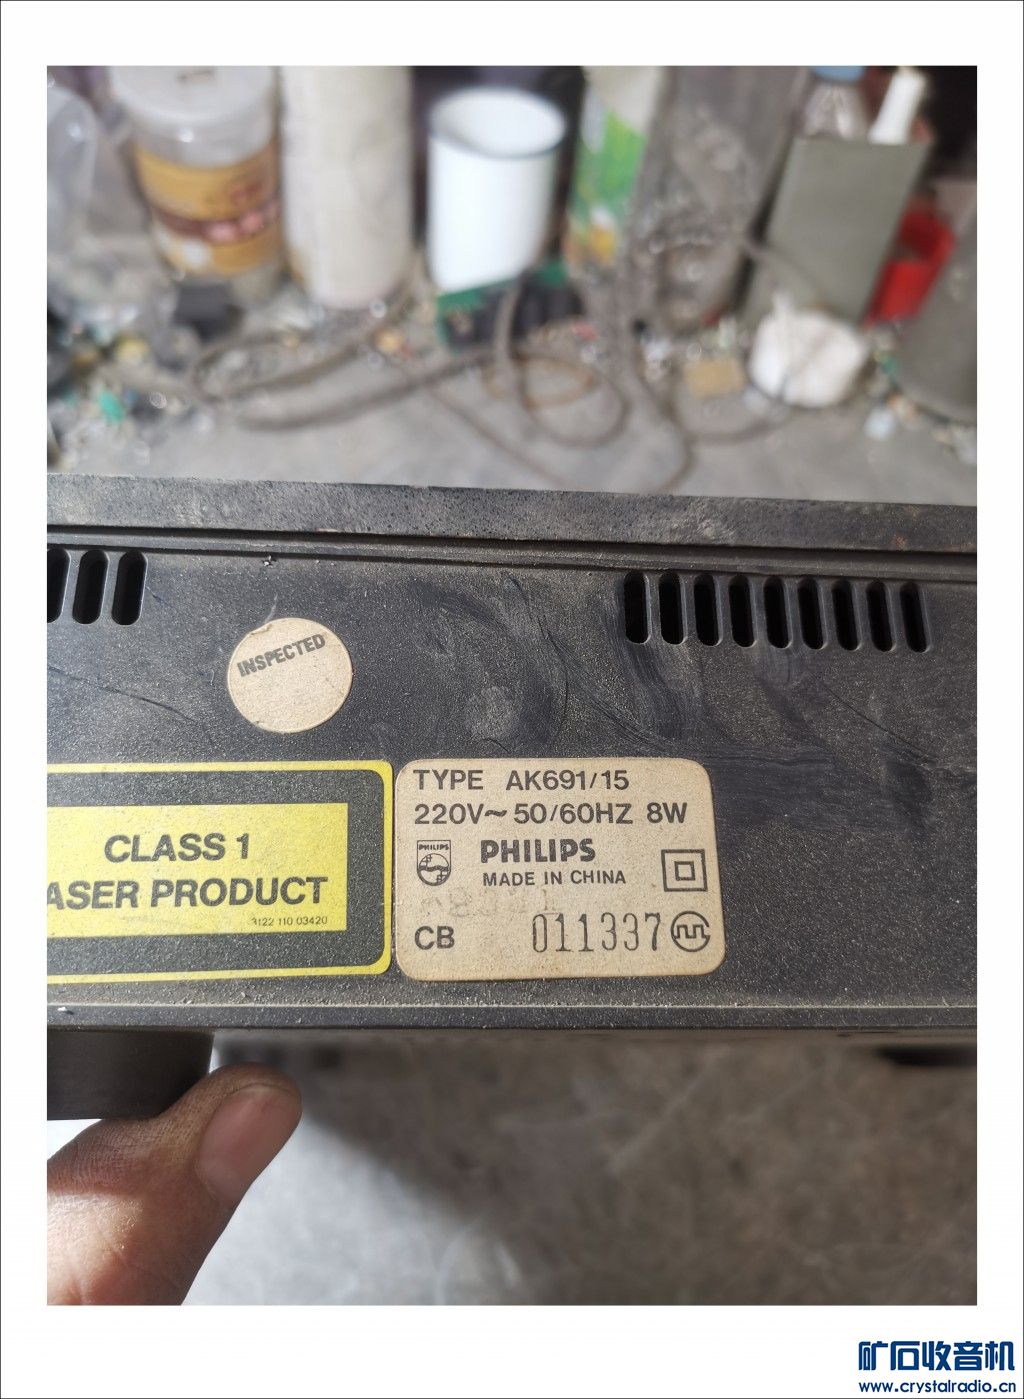 INSPECTED
CLASS 1
ASER PRODUCT
3122 110 03420
TYPE AK691/15
220V~50/60HZ 8W
PHILIPS
PHILIPS
MADE IN CHINA
CB 011337
矿石收音机
www.crystalradio.cn